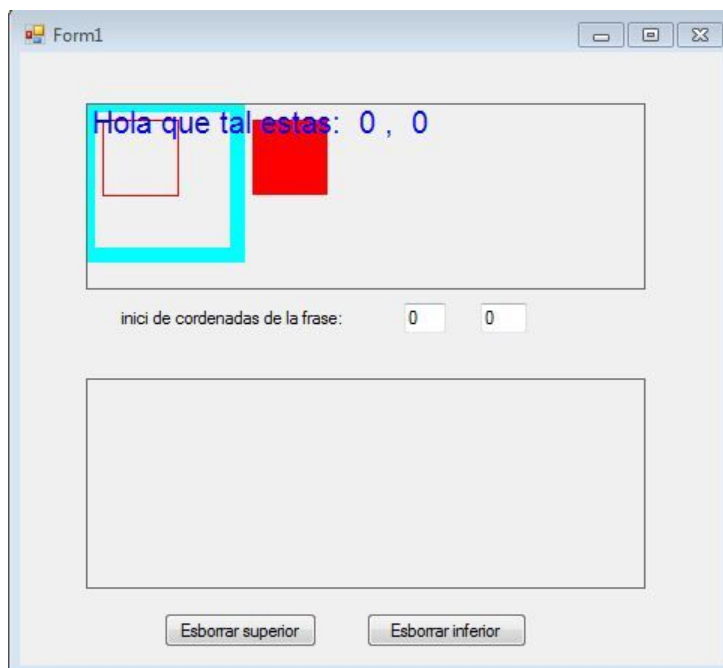 Form1
Hola que tal estas: 0 , 0
inici de cordenadas de la frase: 0 0
Esborrar superior Esborrar inferior